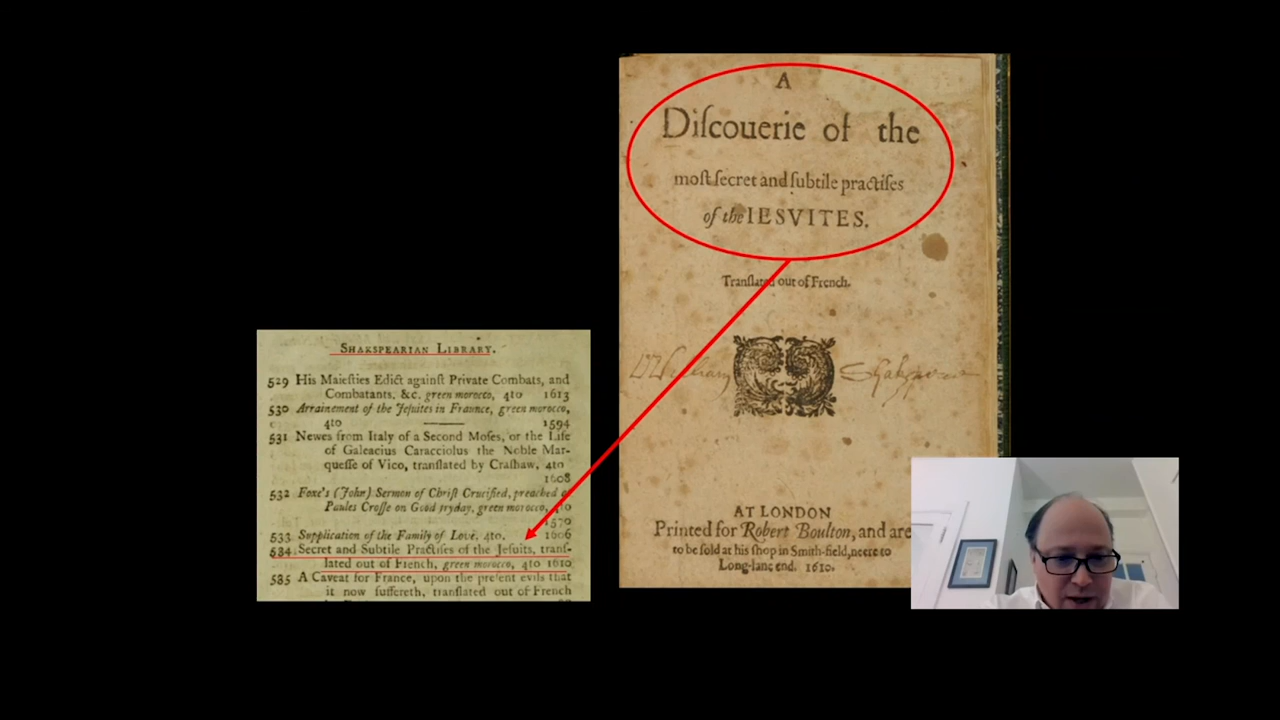 A
Diſcouerie of the
moſt ſecret and ſubtile practiſes
of the IESVITES.
Tranſlated out of French.
William Shakspeare
AT LONDON
Printed for Robert Boulton, and are
to be ſold at his ſhop in Smith-field, neere to
Long-lane end. 1610.
SHAKSPEARIAN LIBRARY.
529 His Maieſties Edict againſt Private Combats, and
Combatants. &c. green morocco, 4to 1613
530 Arrainement of the Jeſuites in Fraunce, green morocco,
4to 1594
531 Newes from Italy of a Second Moſes, or the Life
of Galeacius Caracciolus the Noble Mar-
queſſe of Vico, tranſlated by Craſhaw, 4to
1608
532 Foxe's (John) Sermon of Chriſt Crucified, preached
Paules Croſſe on Good fryday, green morocco, 4to
1570
533 Supplication of the Family of Love. 4to. 1606
534 Secret and Subtile Practiſes of the Jeſuits, tranſ-
lated out of French, green morocco, 4to 1610
585 A Caveat for France, upon the preſent evils that
it now ſuffereth, tranſlated out of French